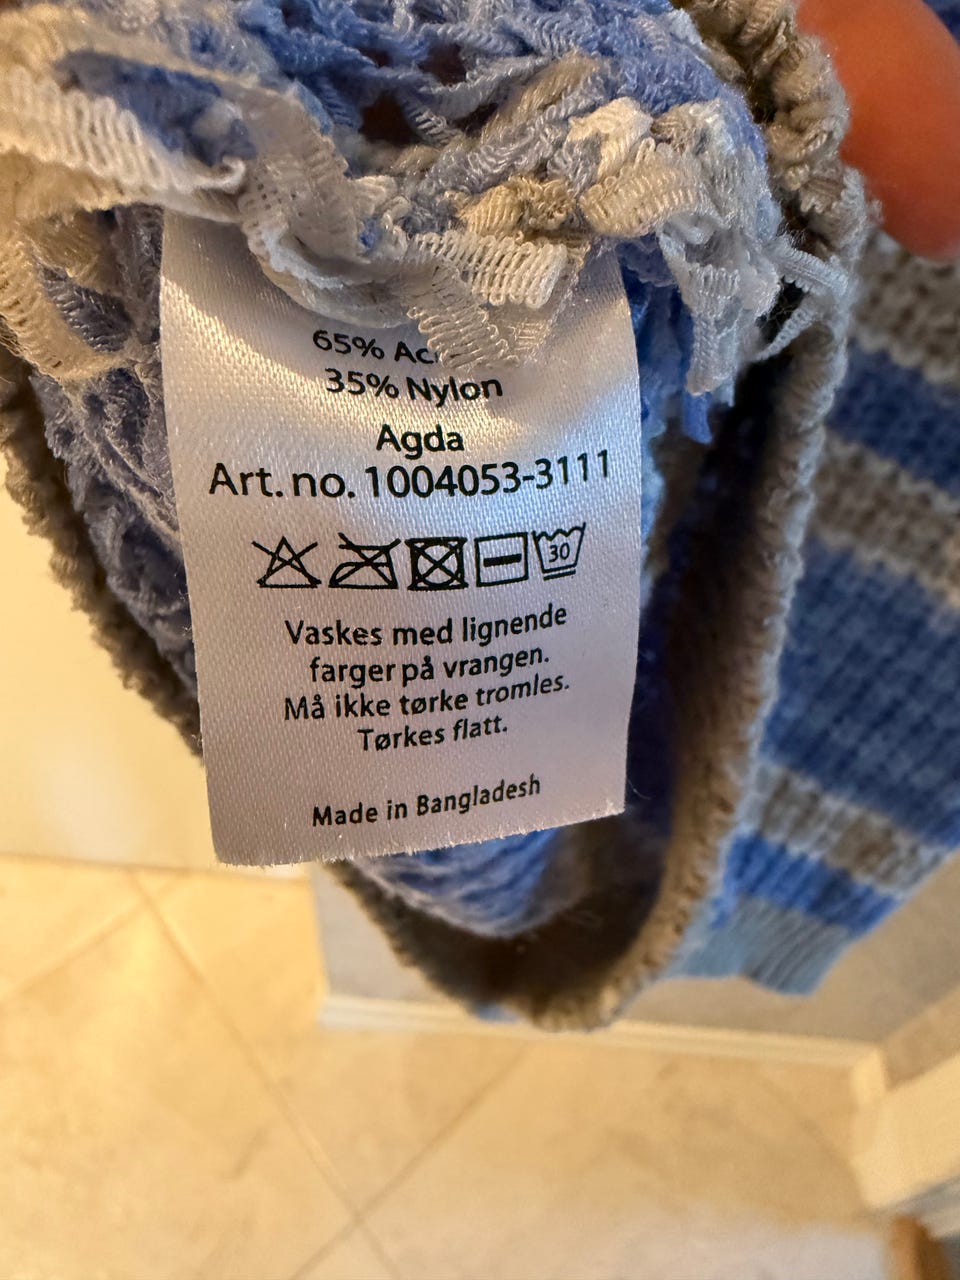 65%
35% Nylon
Agda
Art. no. 1004053-3111
30
Vaskes med lignende
farger på vrangen.
Må ikke tørke tromles.
Tørkes flatt.
Made in Bangladesh